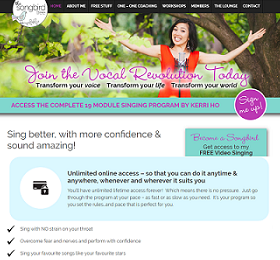 the songbird tree
HOME ABOUT ME FREE STUFF ONE – ONE COACHING WORKSHOPS MEMBERS THE LOUNGE CONTACT
Join the Vocal Revolution Today
Transform your voice Transform your life Transform your world
ACCESS THE COMPLETE 19 MODULE SINGING PROGRAM BY KERRI HO
Sign me up!
Sing better, with more confidence &
sound amazing!
Become a Songbird
Get access to my
FREE Video Singing
Unlimited online access – so that you can do it anytime &
anywhere, whenever and wherever it suits you
You'll have unlimited lifetime access forever! Which means there is no pressure. Just go
through the program at your pace – as fast or as slow as you need. It's your program so
you set the rules, and pace that is perfect for you
Sing with NO strain on your throat
Overcome fear and nerves and perform with confidence
Sing your favourite songs like your favourite stars